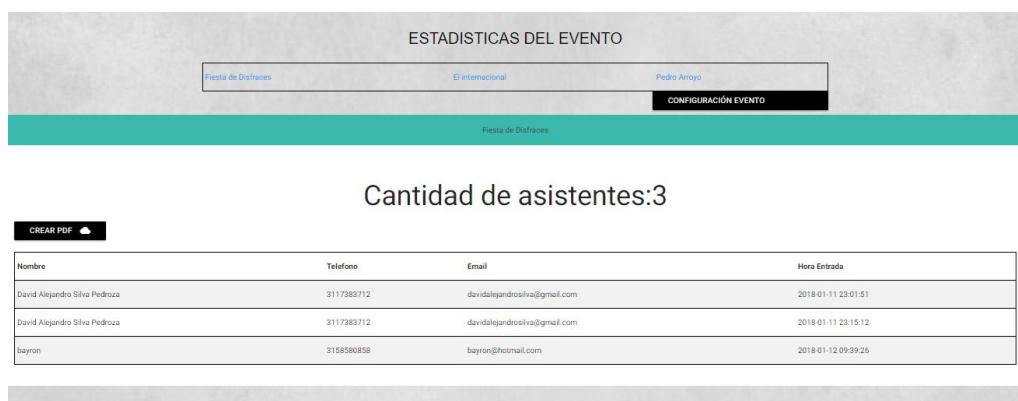 ESTADISTICAS DEL EVENTO
Fiesta de Disfraces El internacional Pedro Arroyo
CONFIGURACIÓN EVENTO
Fiesta de Disfraces
Cantidad de asistentes:3
CREAR PDF
Nombre Telefono Email Hora Entrada
David Alejandro Silva Pedroza 3117383712 davidalejandrosilva@gmail.com 2018-01-11 23:01:51
David Alejandro Silva Pedroza 3117383712 davidalejandrosilva@gmail.com 2018-01-11 23:15:12
bayron 3158580858 bayron@hotmail.com 2018-01-12 09:39:26